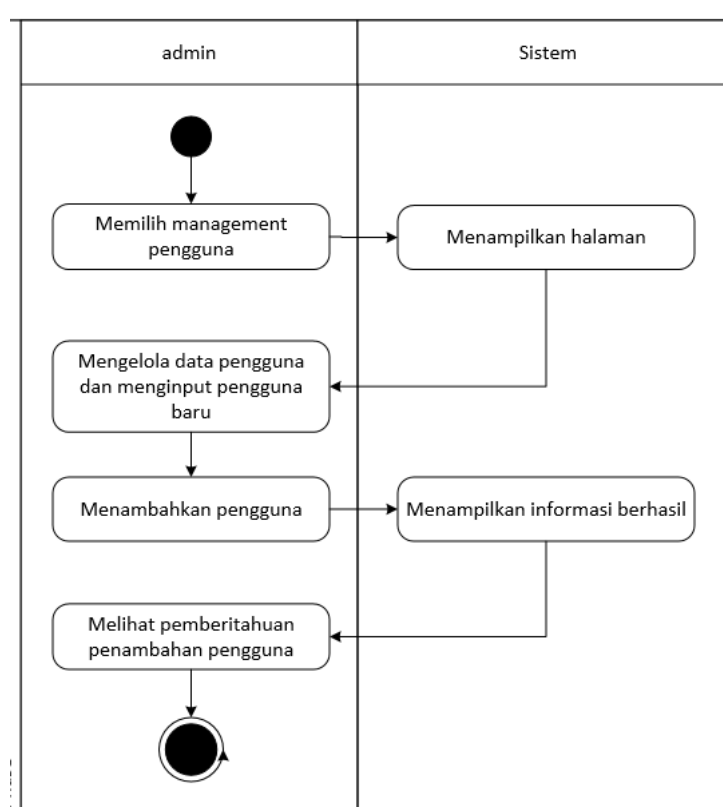 admin
Sistem
Memilih management
pengguna
Menampilkan halaman
Mengelola data pengguna
dan menginput pengguna
baru
Menambahkan pengguna
Menampilkan informasi berhasil
Melihat pemberitahuan
penambahan pengguna